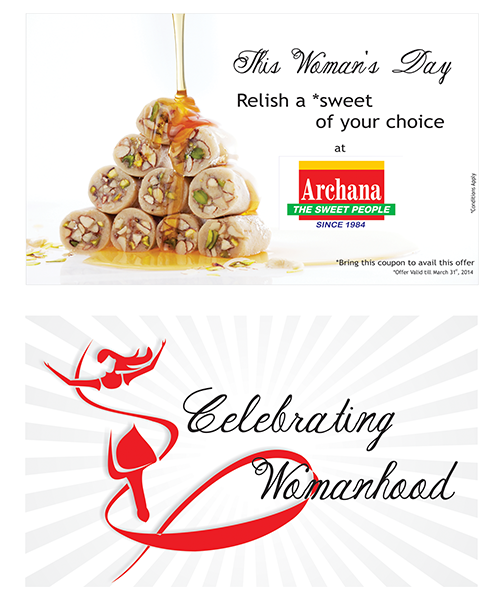 This Woman's Day
Relish a *sweet
of your choice
at
Archana
THE SWEET PEOPLE
SINCE 1984
*Conditions Apply
*Bring this coupon to avail this offer
*Offer Valid till March 31st, 2014
Celebrating
Womanhood